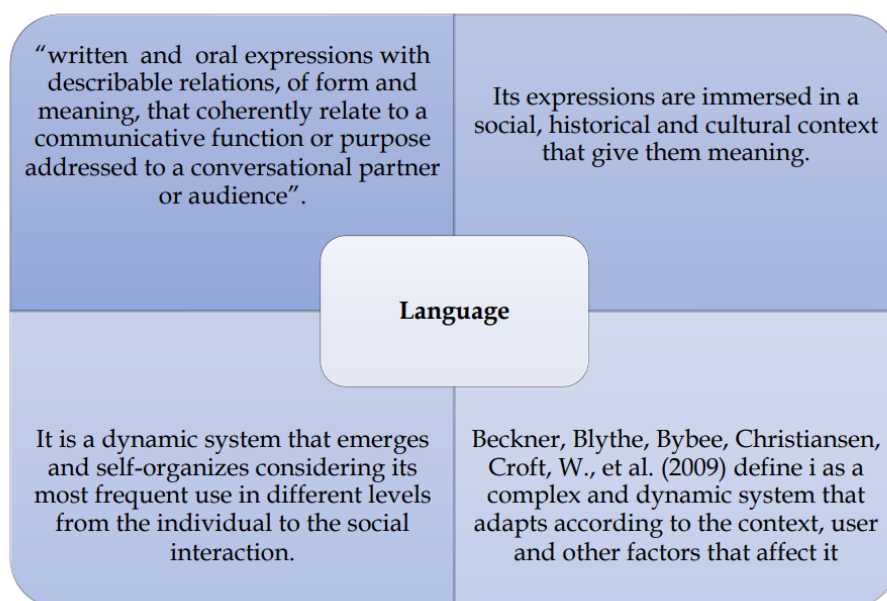 “written and oral expressions with
describable relations, of form and
meaning, that coherently relate to a
communicative function or purpose
addressed to a conversational partner
or audience”.
Its expressions are immersed in a
social, historical and cultural context
that give them meaning.
Language
It is a dynamic system that emerges
and self-organizes considering its
most frequent use in different levels
from the individual to the social
interaction.
Beckner, Blythe, Bybee, Christiansen,
Croft, W., et al. (2009) define i as a
complex and dynamic system that
adapts according to the context, user
and other factors that affect it